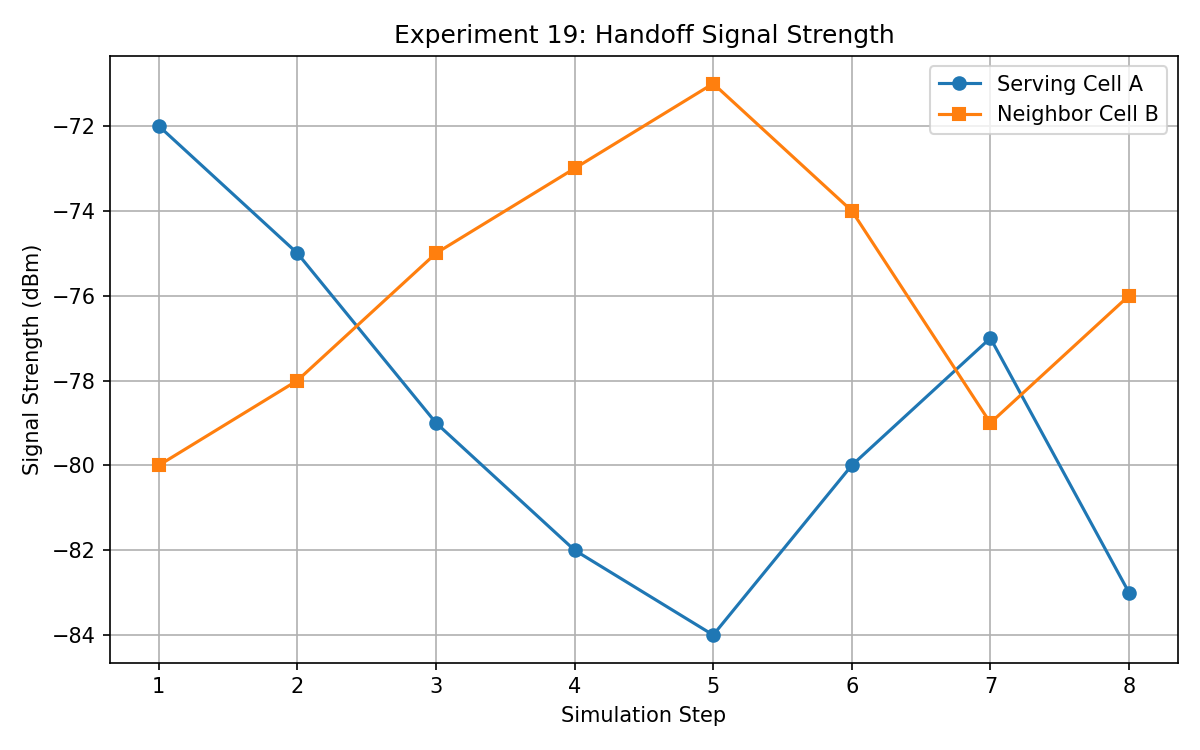 Experiment 19: Handoff Signal Strength
Serving Cell A
Neighbor Cell B
Signal Strength (dBm)
−72
−74
−76
−78
−80
−82
−84
1 2 3 4 5 6 7 8
Simulation Step